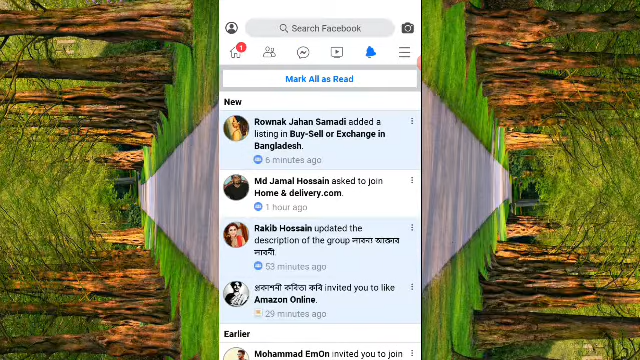 Search Facebook
1
Mark All as Read
New
Rownak Jahan Samadi added a
listing in Buy-Sell or Exchange in
Bangladesh.
6 minutes ago
Md Jamal Hossain asked to join
Home & delivery.com.
1 hour ago
Rakib Hossain updated the
description of the group লাবন্য আক্তার
লাবনী.
53 minutes ago
প্রকাশনী কবিতা কবি invited you to like
Amazon Online.
29 minutes ago
Earlier
Mohammad EmOn invited you to join